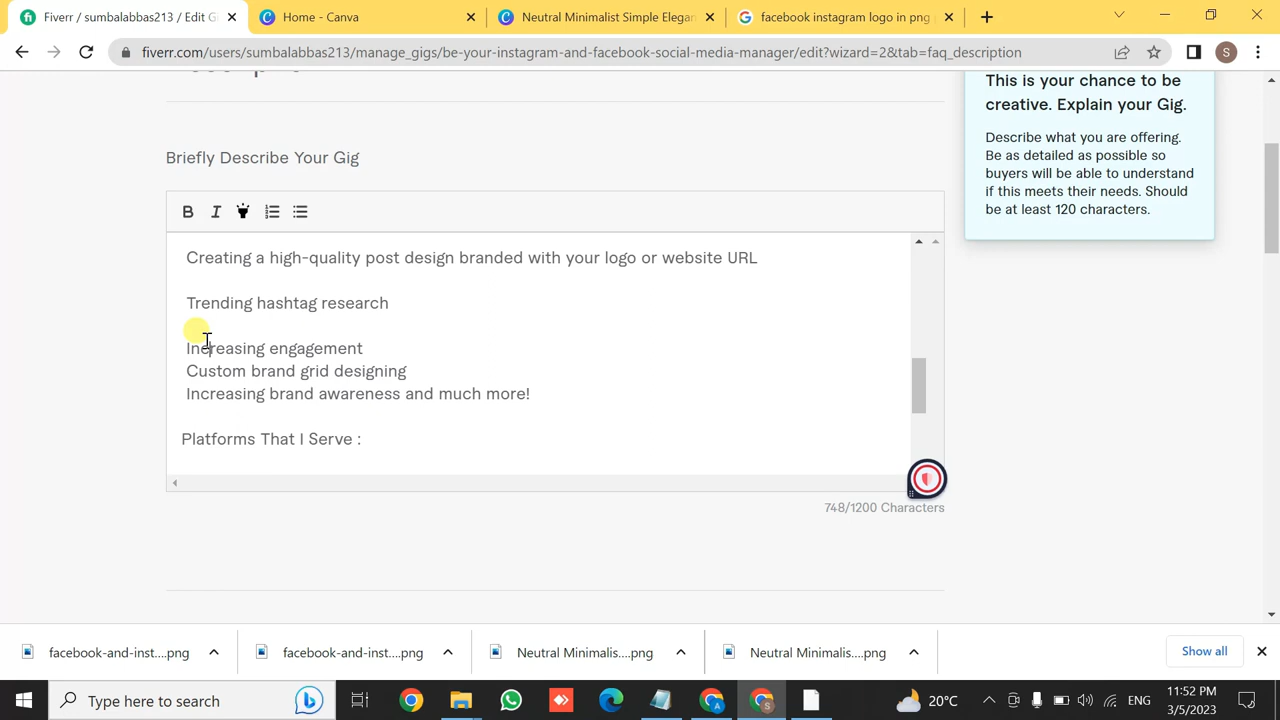 Fiverr / sumbalabbas213 / Edit G
Home - Canva
Neutral Minimalist Simple Elegan
facebook instagram logo in png
fiverr.com/users/sumbalabbas213/manage_gigs/be-your-instagram-and-facebook-social-media-manager/edit?wizard=2&tab=faq_description
S
This is your chance to be
creative. Explain your Gig.
Describe what you are offering.
Be as detailed as possible so
buyers will be able to understand
if this meets their needs. Should
be at least 120 characters.
Briefly Describe Your Gig
B I
Creating a high-quality post design branded with your logo or website URL
Trending hashtag research
Increasing engagement
Custom brand grid designing
Increasing brand awareness and much more!
Platforms That I Serve :
748/1200 Characters
facebook-and-inst....png
facebook-and-inst....png
Neutral Minimalis....png
Neutral Minimalis....png
Show all
Type here to search
20°C
ENG
11:52 PM
3/5/2023